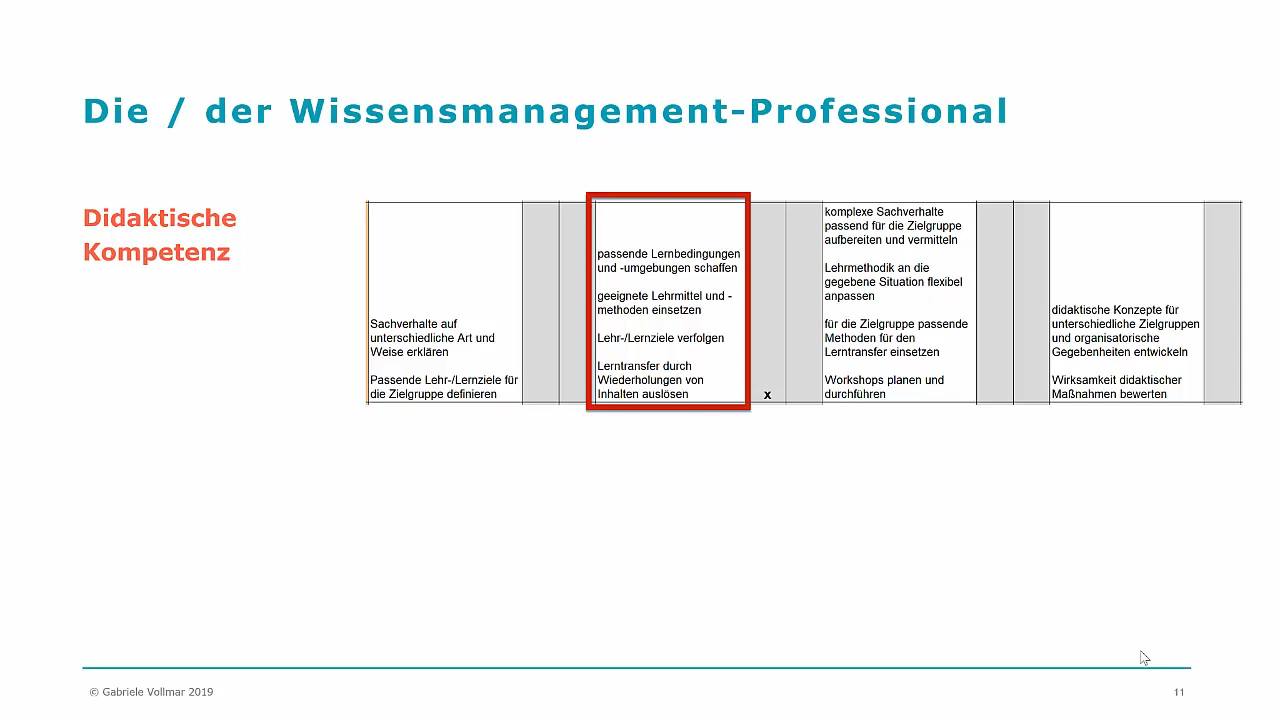 Die / der Wissensmanagement-Professional
Didaktische
Kompetenz
Sachverhalte auf
unterschiedliche Art und
Weise erklären
Passende Lehr-/Lernziele für
die Zielgruppe definieren
passende Lernbedingungen
und -umgebungen schaffen
geeignete Lehrmittel und -
methoden einsetzen
Lehr-/Lernziele verfolgen
Lerntransfer durch
Wiederholungen von
Inhalten auslösen
x
komplexe Sachverhalte
passend für die Zielgruppe
aufbereiten und vermitteln
Lehrmethodik an die
gegebene Situation flexibel
anpassen
für die Zielgruppe passende
Methoden für den
Lerntransfer einsetzen
Workshops planen und
durchführen
didaktische Konzepte für
unterschiedliche Zielgruppen
und organisatorische
Gegebenheiten entwickeln
Wirksamkeit didaktischer
Maßnahmen bewerten
© Gabriele Vollmar 2019
11